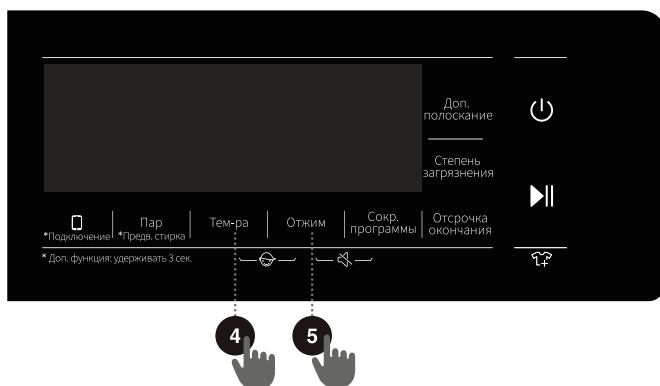 Доп.
полоскание
Степень
загрязнения
*Подключение
Пар
*Предв. стирка
Тем-ра
Отжим
Сокр.
программы
Отсрочка
окончания
* Доп. функция: удерживать 3 сек.
4
5